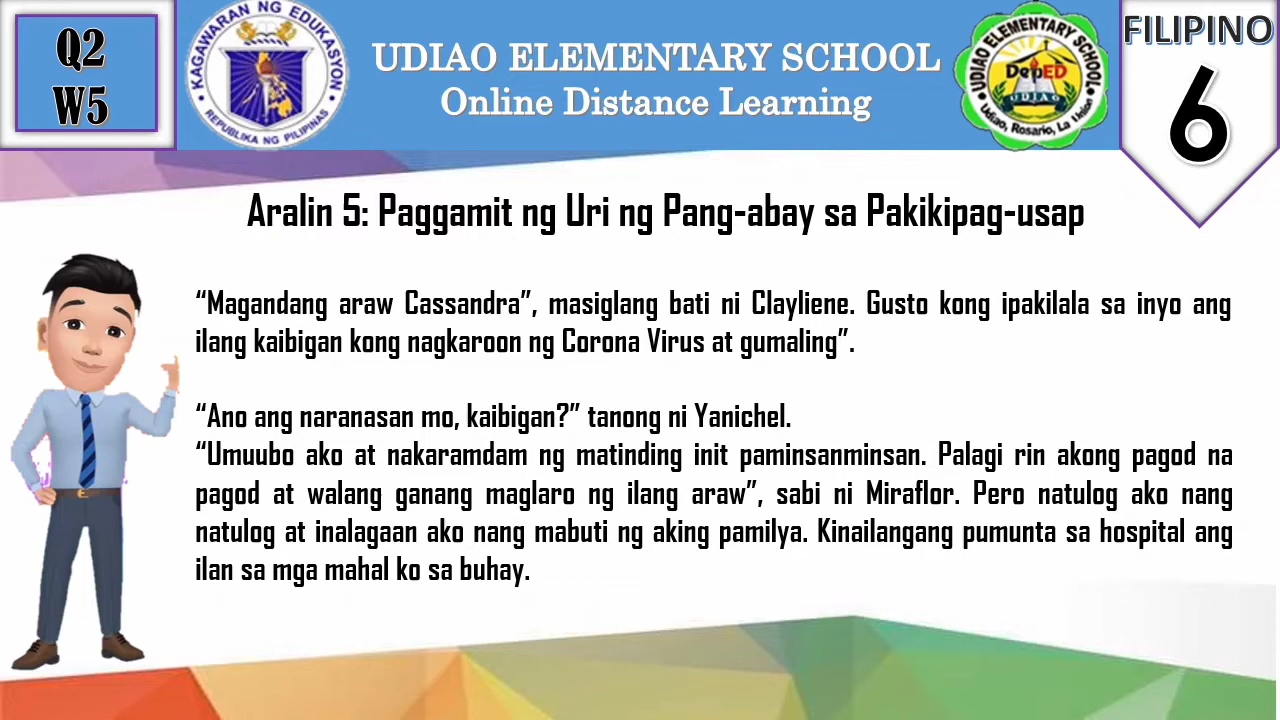 Q2
W5
KAGAWARAN NG EDUKASYON
REPUBLIKA NG PILIPINAS
UDIAO ELEMENTARY SCHOOL
Online Distance Learning
UDIAO ELEMENTARY SCHOOL
DepED
UDIAO
Udiao, Rosario, La Union
FILIPINO
6
Aralin 5: Paggamit ng Uri ng Pang-abay sa Pakikipag-usap
“Magandang araw Cassandra”, masiglang bati ni Clayliene. Gusto kong ipakilala sa inyo ang
ilang kaibigan kong nagkaroon ng Corona Virus at gumaling”.
“Ano ang naranasan mo, kaibigan?” tanong ni Yanichel.
“Umuubo ako at nakaramdam ng matinding init paminsanminsan. Palagi rin akong pagod na
pagod at walang ganang maglaro ng ilang araw”, sabi ni Miraflor. Pero natulog ako nang
natulog at inalagaan ako nang mabuti ng aking pamilya. Kinailangang pumunta sa hospital ang
ilan sa mga mahal ko sa buhay.